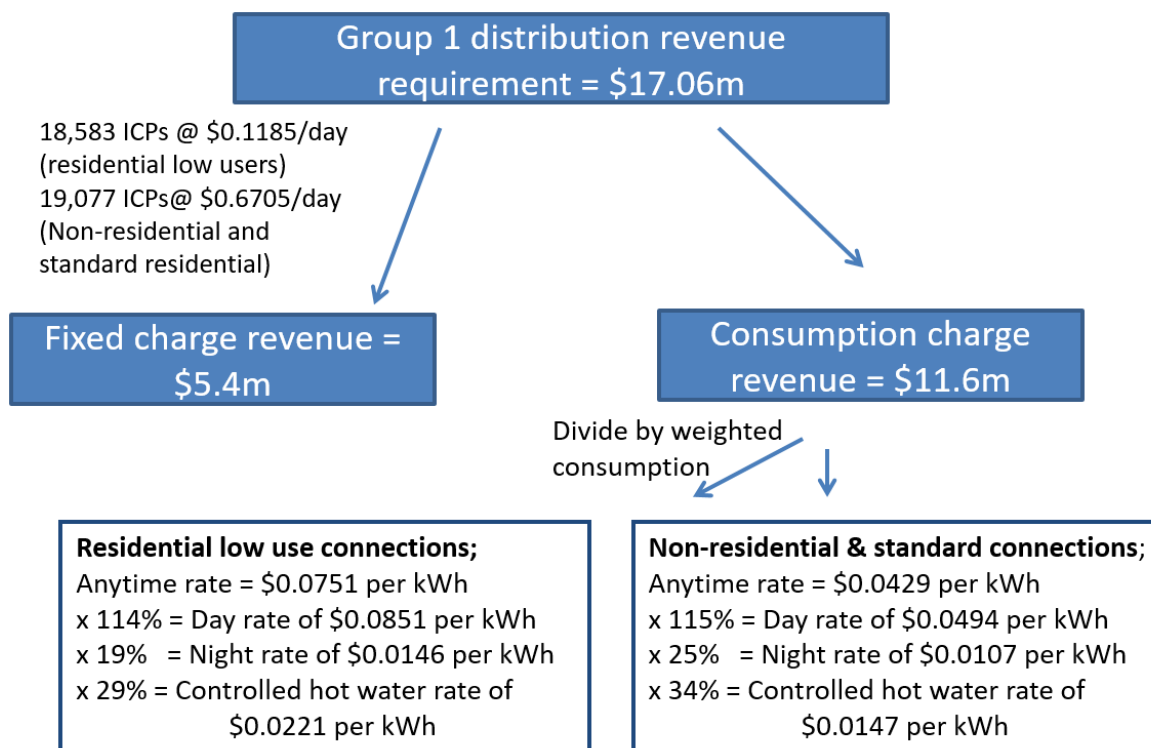 Group 1 distribution revenue
requirement = $17.06m
18,583 ICPs @ $0.1185/day
(residential low users)
19,077 ICPs@ $0.6705/day
(Non-residential and
standard residential)
Fixed charge revenue =
$5.4m
Consumption charge
revenue = $11.6m
Divide by weighted
consumption
Residential low use connections;
Anytime rate = $0.0751 per kWh
x 114% = Day rate of $0.0851 per kWh
x 19% = Night rate of $0.0146 per kWh
x 29% = Controlled hot water rate of
$0.0221 per kWh
Non-residential & standard connections;
Anytime rate = $0.0429 per kWh
x 115% = Day rate of $0.0494 per kWh
x 25% = Night rate of $0.0107 per kWh
x 34% = Controlled hot water rate of
$0.0147 per kWh